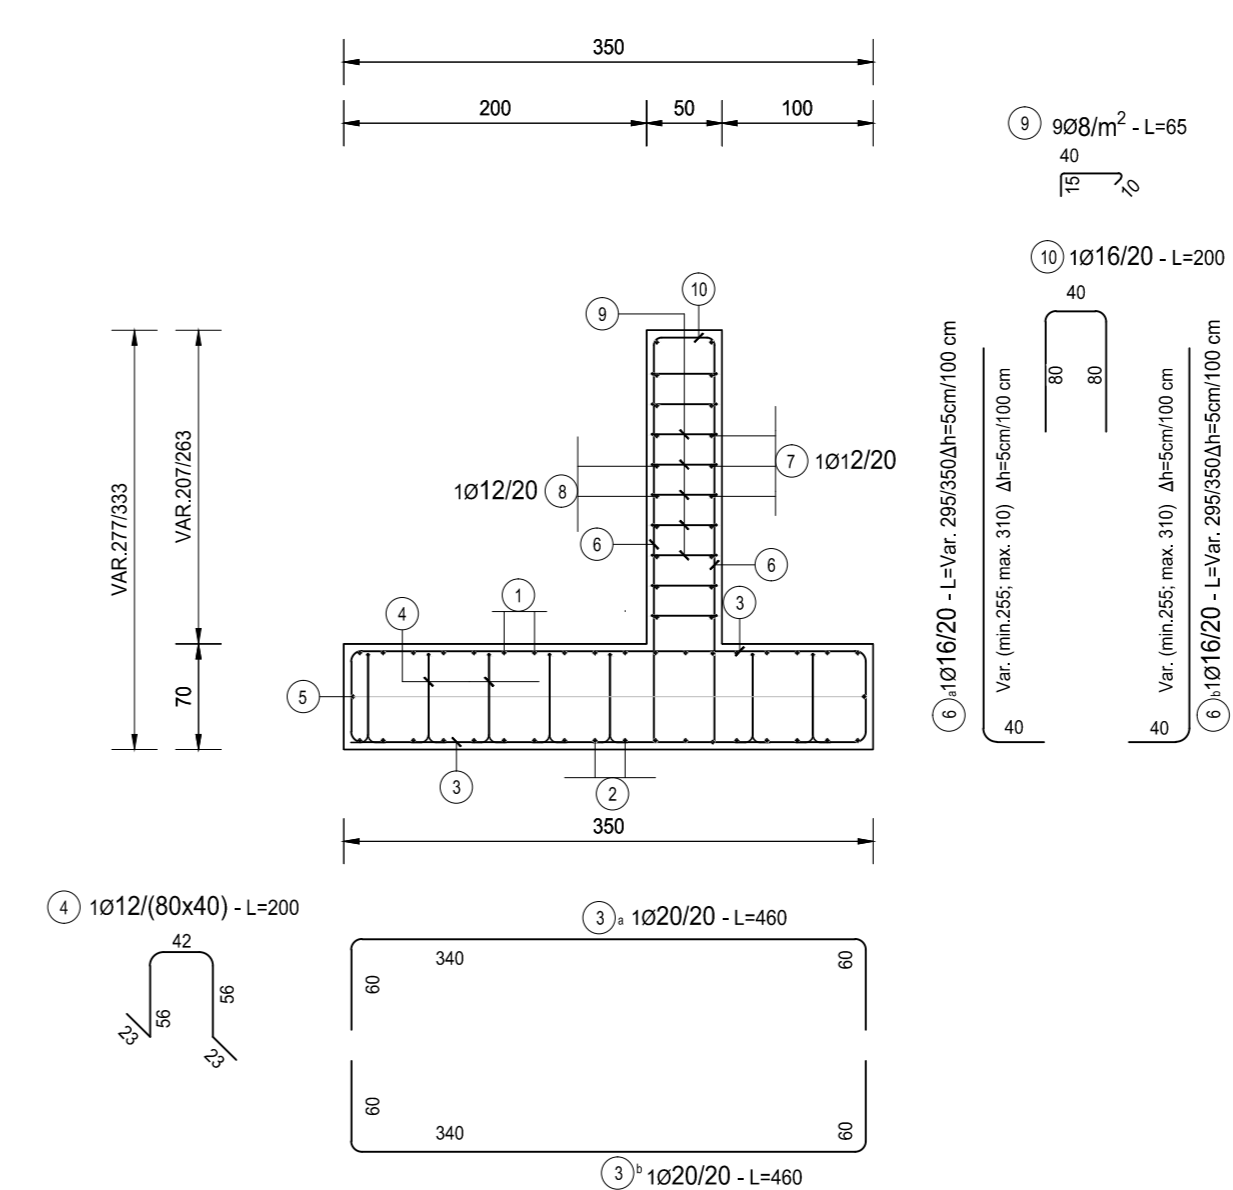 350
200 50 100
9 9Ø8/m² - L=65
40
15
10
10 1Ø16/20 - L=200
40
80
80
10
9
7 1Ø12/20
1Ø12/20 8
6
6
1
4
3
5
3
2
VAR.277/333
VAR.207/263
70
6 a 1Ø16/20 - L=Var. 295/350Δh=5cm/100 cm
Var. (min.255; max. 310) Δh=5cm/100 cm
40
Var. (min.255; max. 310) Δh=5cm/100 cm
40
6 b 1Ø16/20 - L=Var. 295/350Δh=5cm/100 cm
350
4 1Ø12/(80x40) - L=200
42
56
56
23
23
3 a 1Ø20/20 - L=460
340
60
60
60
340
60
3 b 1Ø20/20 - L=460